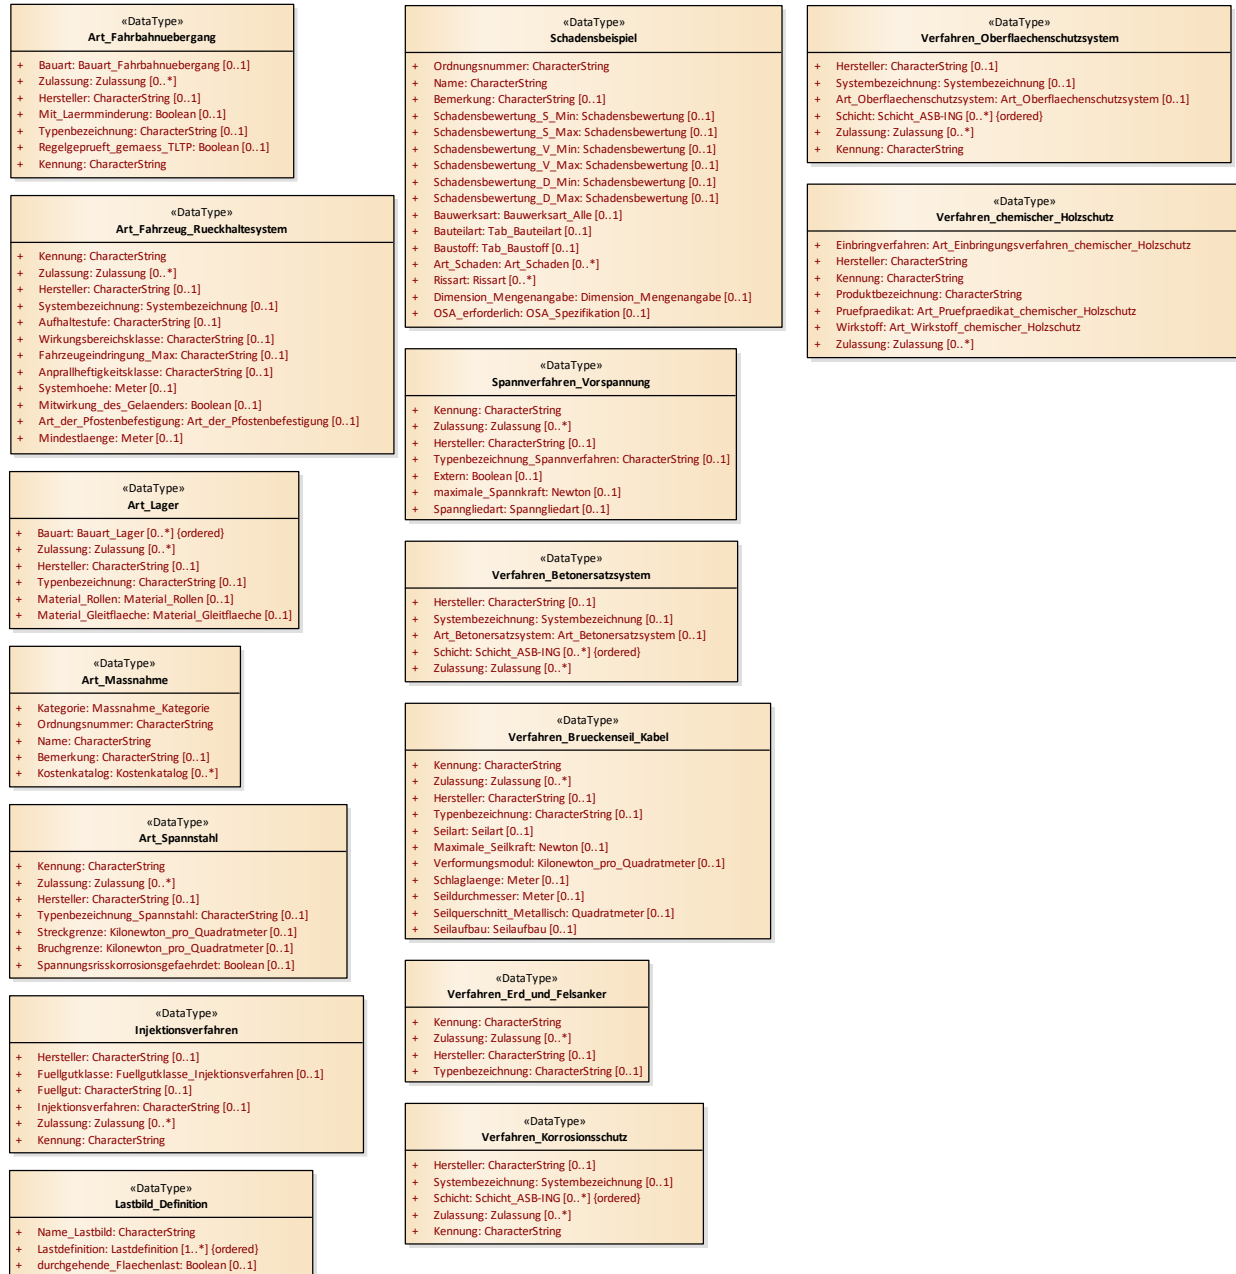 «DataType»
Art_Fahrbahnuebergang
+ Bauart: Bauart_Fahrbahnuebergang [0..1]
+ Zulassung: Zulassung [0..*]
+ Hersteller: CharacterString [0..1]
+ Mit_Laermminderung: Boolean [0..1]
+ Typenbezeichnung: CharacterString [0..1]
+ Regelgeprueft_gemaess_TLTP: Boolean [0..1]
+ Kennung: CharacterString
«DataType»
Art_Fahrzeug_Rueckhaltesystem
+ Kennung: CharacterString
+ Zulassung: Zulassung [0..*]
+ Hersteller: CharacterString [0..1]
+ Systembezeichnung: Systembezeichnung [0..1]
+ Aufhaltestufe: CharacterString [0..1]
+ Wirkungsbereichsklasse: CharacterString [0..1]
+ Fahrzeugeindringung_Max: CharacterString [0..1]
+ Anprallheftigkeitsklasse: CharacterString [0..1]
+ Systemhoehe: Meter [0..1]
+ Mitwirkung_des_Gelaenders: Boolean [0..1]
+ Art_der_Pfostenbefestigung: Art_der_Pfostenbefestigung [0..1]
+ Mindestlaenge: Meter [0..1]
«DataType»
Art_Lager
+ Bauart: Bauart_Lager [0..*] {ordered}
+ Zulassung: Zulassung [0..*]
+ Hersteller: CharacterString [0..1]
+ Typenbezeichnung: CharacterString [0..1]
+ Material_Rollen: Material_Rollen [0..1]
+ Material_Gleitflaeche: Material_Gleitflaeche [0..1]
«DataType»
Art_Massnahme
+ Kategorie: Massnahme_Kategorie
+ Ordnungsnummer: CharacterString
+ Name: CharacterString
+ Bemerkung: CharacterString [0..1]
+ Kostenkatalog: Kostenkatalog [0..*]
«DataType»
Art_Spannstahl
+ Kennung: CharacterString
+ Zulassung: Zulassung [0..*]
+ Hersteller: CharacterString [0..1]
+ Typenbezeichnung_Spannstahl: CharacterString [0..1]
+ Streckgrenze: Kilonewton_pro_Quadratmeter [0..1]
+ Bruchgrenze: Kilonewton_pro_Quadratmeter [0..1]
+ Spannungsrisskorrosionsgefaehrdet: Boolean [0..1]
«DataType»
Injektionsverfahren
+ Hersteller: CharacterString [0..1]
+ Fuellgutklasse: Fuellgutklasse_Injektionsverfahren [0..1]
+ Fuellgut: CharacterString [0..1]
+ Injektionsverfahren: CharacterString [0..1]
+ Zulassung: Zulassung [0..*]
+ Kennung: CharacterString
«DataType»
Lastbild_Definition
+ Name_Lastbild: CharacterString
+ Lastdefinition: Lastdefinition [1..*] {ordered}
+ durchgehende_Flaechenlast: Boolean [0..1]
«DataType»
Schadensbeispiel
+ Ordnungsnummer: CharacterString
+ Name: CharacterString
+ Bemerkung: CharacterString [0..1]
+ Schadensbewertung_S_Min: Schadensbewertung [0..1]
+ Schadensbewertung_S_Max: Schadensbewertung [0..1]
+ Schadensbewertung_V_Min: Schadensbewertung [0..1]
+ Schadensbewertung_V_Max: Schadensbewertung [0..1]
+ Schadensbewertung_D_Min: Schadensbewertung [0..1]
+ Schadensbewertung_D_Max: Schadensbewertung [0..1]
+ Bauwerksart: Bauwerksart_Alle [0..1]
+ Bauteilart: Tab_Bauteilart [0..1]
+ Baustoff: Tab_Baustoff [0..1]
+ Art_Schaden: Art_Schaden [0..*]
+ Rissart: Rissart [0..*]
+ Dimension_Mengenangabe: Dimension_Mengenangabe [0..1]
+ OSA_erforderlich: OSA_Spezifikation [0..1]
«DataType»
Spannverfahren_Vorspannung
+ Kennung: CharacterString
+ Zulassung: Zulassung [0..*]
+ Hersteller: CharacterString [0..1]
+ Typenbezeichnung_Spannverfahren: CharacterString [0..1]
+ Extern: Boolean [0..1]
+ maximale_Spannkraft: Newton [0..1]
+ Spanngliedart: Spanngliedart [0..1]
«DataType»
Verfahren_Betonersatzsystem
+ Hersteller: CharacterString [0..1]
+ Systembezeichnung: Systembezeichnung [0..1]
+ Art_Betonersatzsystem: Art_Betonersatzsystem [0..1]
+ Schicht: Schicht_ASB-ING [0..*] {ordered}
+ Zulassung: Zulassung [0..*]
«DataType»
Verfahren_Brueckenseil_Kabel
+ Kennung: CharacterString
+ Zulassung: Zulassung [0..*]
+ Hersteller: CharacterString [0..1]
+ Typenbezeichnung: CharacterString [0..1]
+ Seilart: Seilart [0..1]
+ Maximale_Seilkraft: Newton [0..1]
+ Verformungsmodul: Kilonewton_pro_Quadratmeter [0..1]
+ Schlaglaenge: Meter [0..1]
+ Seildurchmesser: Meter [0..1]
+ Seilquerschnitt_Metallisch: Quadratmeter [0..1]
+ Seilaufbau: Seilaufbau [0..1]
«DataType»
Verfahren_Erd_und_Felsanker
+ Kennung: CharacterString
+ Zulassung: Zulassung [0..*]
+ Hersteller: CharacterString [0..1]
+ Typenbezeichnung: CharacterString [0..1]
«DataType»
Verfahren_Korrosionsschutz
+ Hersteller: CharacterString [0..1]
+ Systembezeichnung: Systembezeichnung [0..1]
+ Schicht: Schicht_ASB-ING [0..*] {ordered}
+ Zulassung: Zulassung [0..*]
+ Kennung: CharacterString
«DataType»
Verfahren_Oberflaechenschutzsystem
+ Hersteller: CharacterString [0..1]
+ Systembezeichnung: Systembezeichnung [0..1]
+ Art_Oberflaechenschutzsystem: Art_Oberflaechenschutzsystem [0..1]
+ Schicht: Schicht_ASB-ING [0..*] {ordered}
+ Zulassung: Zulassung [0..*]
+ Kennung: CharacterString
«DataType»
Verfahren_chemischer_Holzschutz
+ Einbringverfahren: Art_Einbringungsverfahren_chemischer_Holzschutz
+ Hersteller: CharacterString
+ Kennung: CharacterString
+ Produktbezeichnung: CharacterString
+ Pruefpraedikat: Art_Pruefpraedikat_chemischer_Holzschutz
+ Wirkstoff: Art_Wirkstoff_chemischer_Holzschutz
+ Zulassung: Zulassung [0..*]